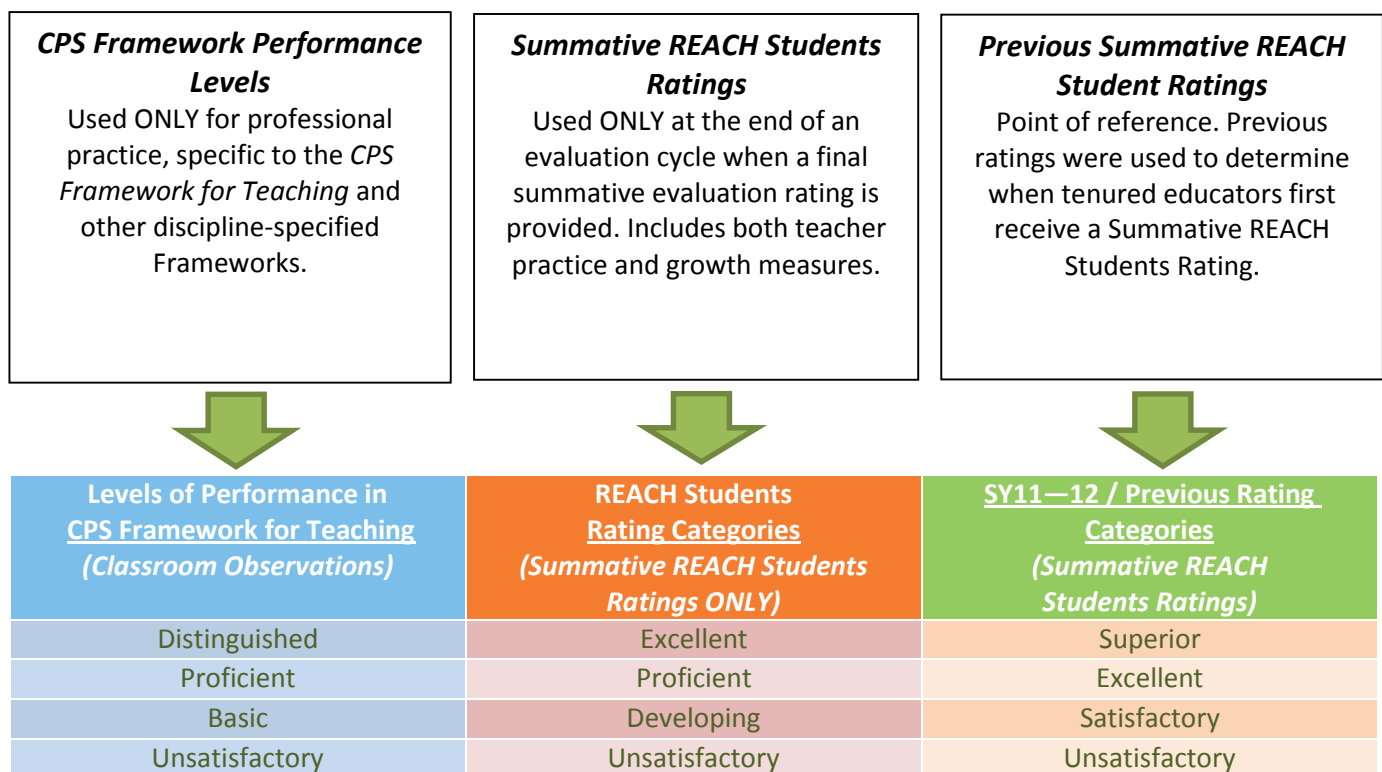 CPS Framework Performance
Levels
Used ONLY for professional
practice, specific to the CPS
Framework for Teaching and
other discipline-specified
Frameworks.
Summative REACH Students
Ratings
Used ONLY at the end of an
evaluation cycle when a final
summative evaluation rating is
provided. Includes both teacher
practice and growth measures.
Previous Summative REACH
Student Ratings
Point of reference. Previous
ratings were used to determine
when tenured educators first
receive a Summative REACH
Students Rating.
Levels of Performance in
CPS Framework for Teaching
(Classroom Observations)
REACH Students
Rating Categories
(Summative REACH Students
Ratings ONLY)
SY11—12 / Previous Rating
Categories
(Summative REACH
Students Ratings)
Distinguished Excellent Superior
Proficient Proficient Excellent
Basic Developing Satisfactory
Unsatisfactory Unsatisfactory Unsatisfactory